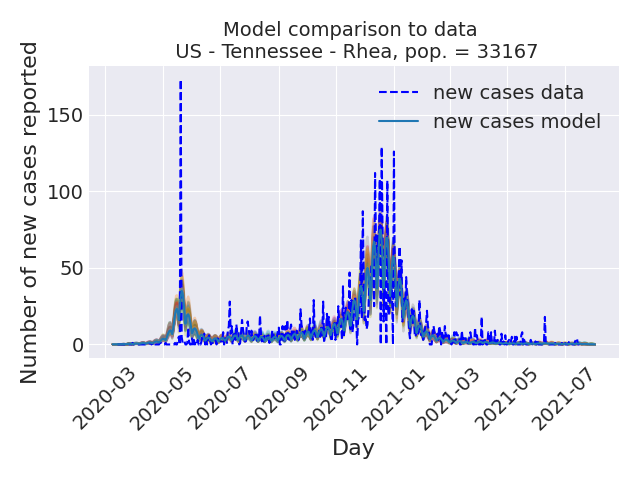 Model comparison to data
US - Tennessee - Rhea, pop. = 33167
Number of new cases reported
150
100
50
0
new cases data
new cases model
2020-03
2020-05
2020-07
2020-09
2020-11
2021-01
2021-03
2021-05
2021-07
Day